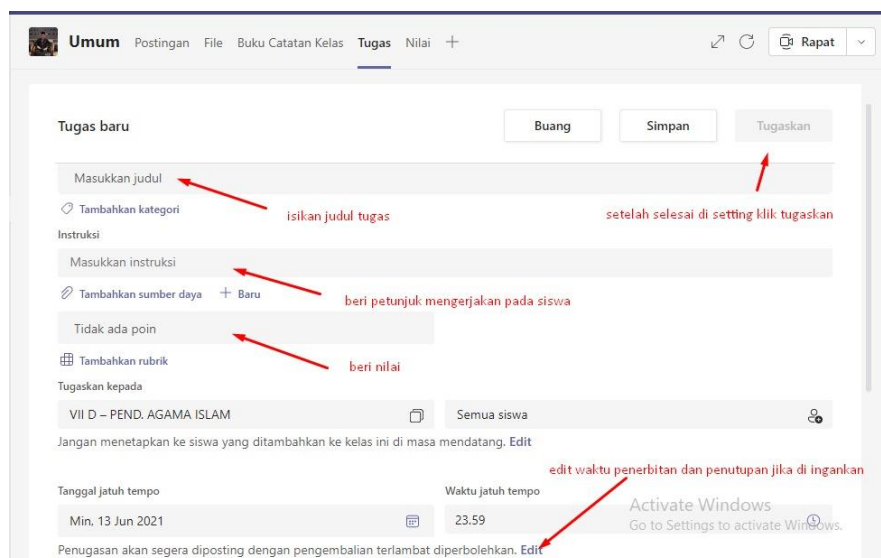 Umum Postingan File Buku Catatan Kelas Tugas Nilai + Rapat
Tugas baru Buang Simpan Tugaskan
Masukkan judul
Tambahkan kategori
isikan judul tugas
setelah selesai di setting klik tugaskan
Instruksi
Masukkan instruksi
Tambahkan sumber daya + Baru
beri petunjuk mengerjakan pada siswa
Tidak ada poin
Tambahkan rubrik
beri nilai
Tugaskan kepada
VII D – PEND. AGAMA ISLAM Semua siswa
Jangan menetapkan ke siswa yang ditambahkan ke kelas ini di masa mendatang. Edit
edit waktu penerbitan dan penutupan jika di ingankan
Tanggal jatuh tempo Waktu jatuh tempo
Min, 13 Jun 2021 23.59
Activate Windows
Go to Settings to activate Windows.
Penugasan akan segera diposting dengan pengembalian terlambat diperbolehkan. Edit